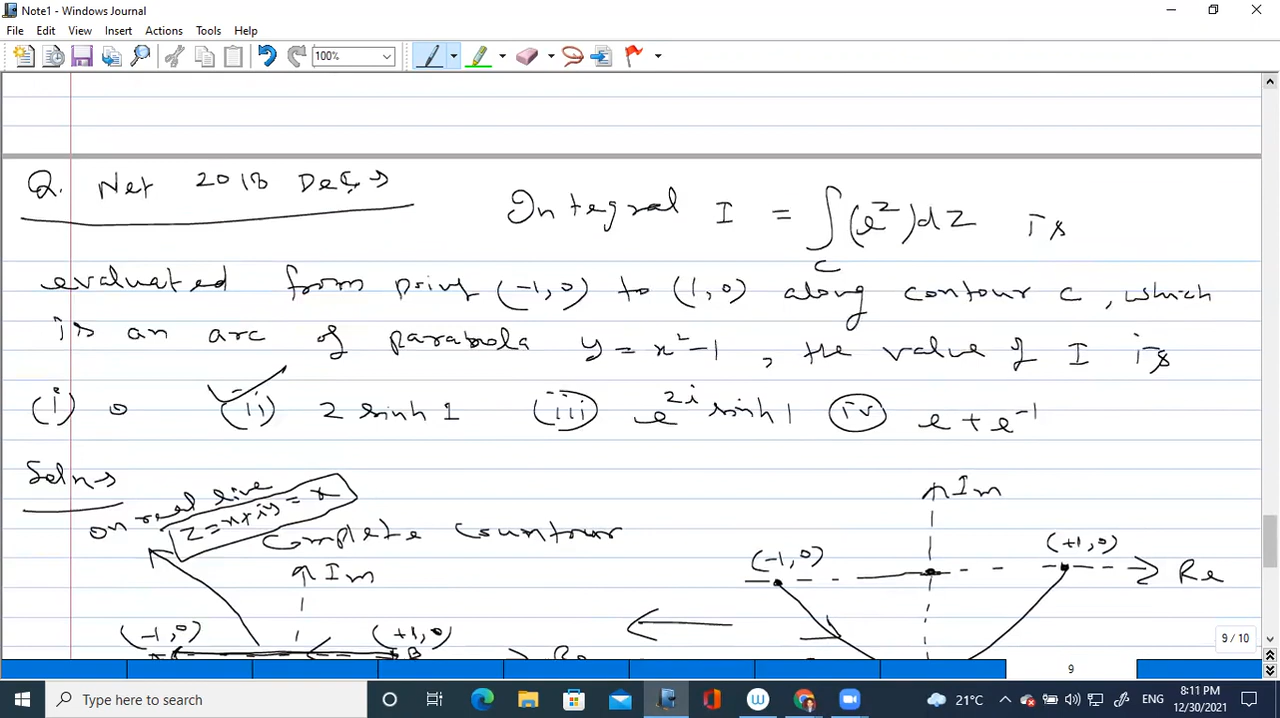 Note1 - Windows Journal
File Edit View Insert Actions Tools Help
100%
Q. Net 2018 Dec → Integral I = ∫_C (e^z) dz is
evaluated from point (-1,0) to (1,0) along contour C, which
is an arc of parabola y = x²-1, the value of I is
(i) 0 (ii) 2 sinh 1 (iii) e^{2i} sinh 1 (iv) e + e^{-1}
Soln →
on real line
z = x+iy = x
Complete countour
Im
(-1,0) (+1,0)
A B Re
Im
(-1,0) (+1,0)
Re
9 / 10
9
Type here to search
21°C ENG 8:11 PM 12/30/2021